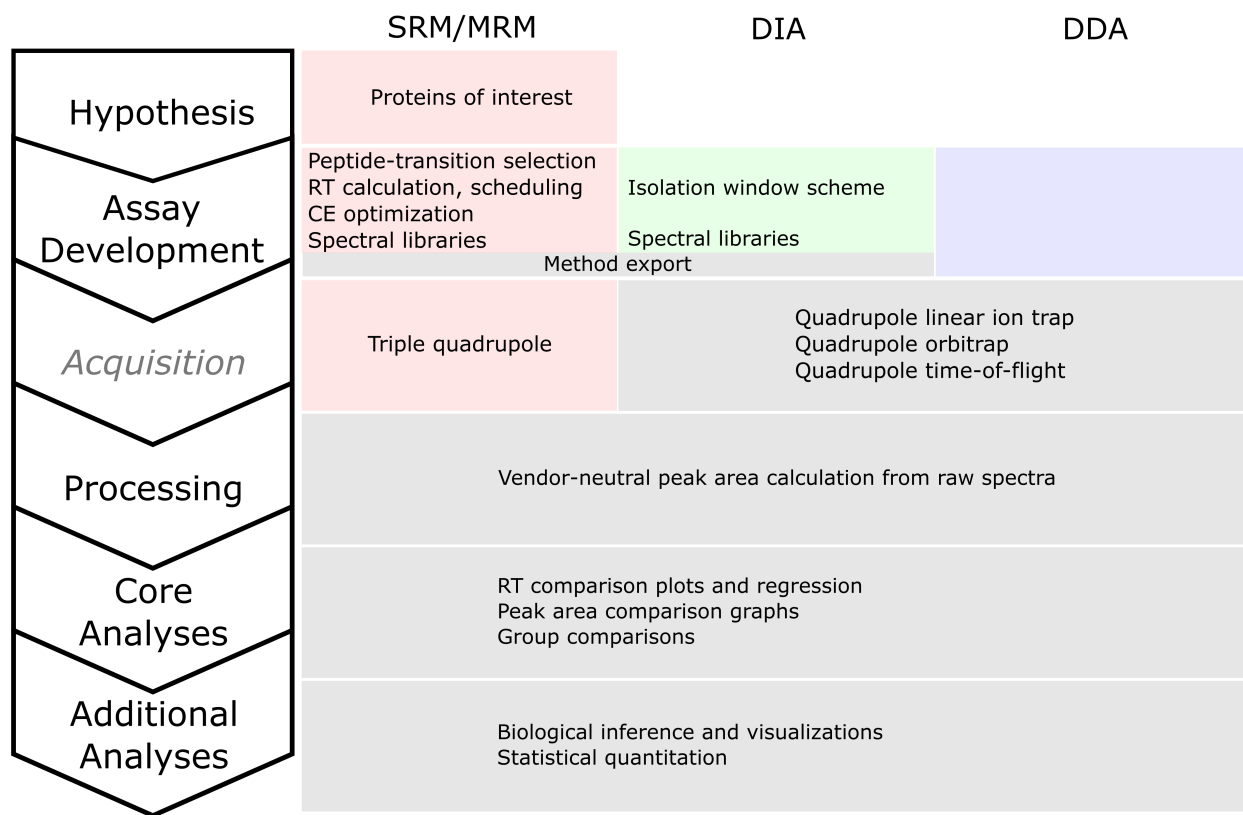 SRM/MRM
DIA
DDA
Hypothesis
Proteins of interest
Assay
Development
Peptide-transition selection
RT calculation, scheduling
CE optimization
Spectral libraries
Isolation window scheme
Spectral libraries
Method export
Acquisition
Triple quadrupole
Quadrupole linear ion trap
Quadrupole orbitrap
Quadrupole time-of-flight
Processing
Vendor-neutral peak area calculation from raw spectra
Core
Analyses
RT comparison plots and regression
Peak area comparison graphs
Group comparisons
Additional
Analyses
Biological inference and visualizations
Statistical quantitation